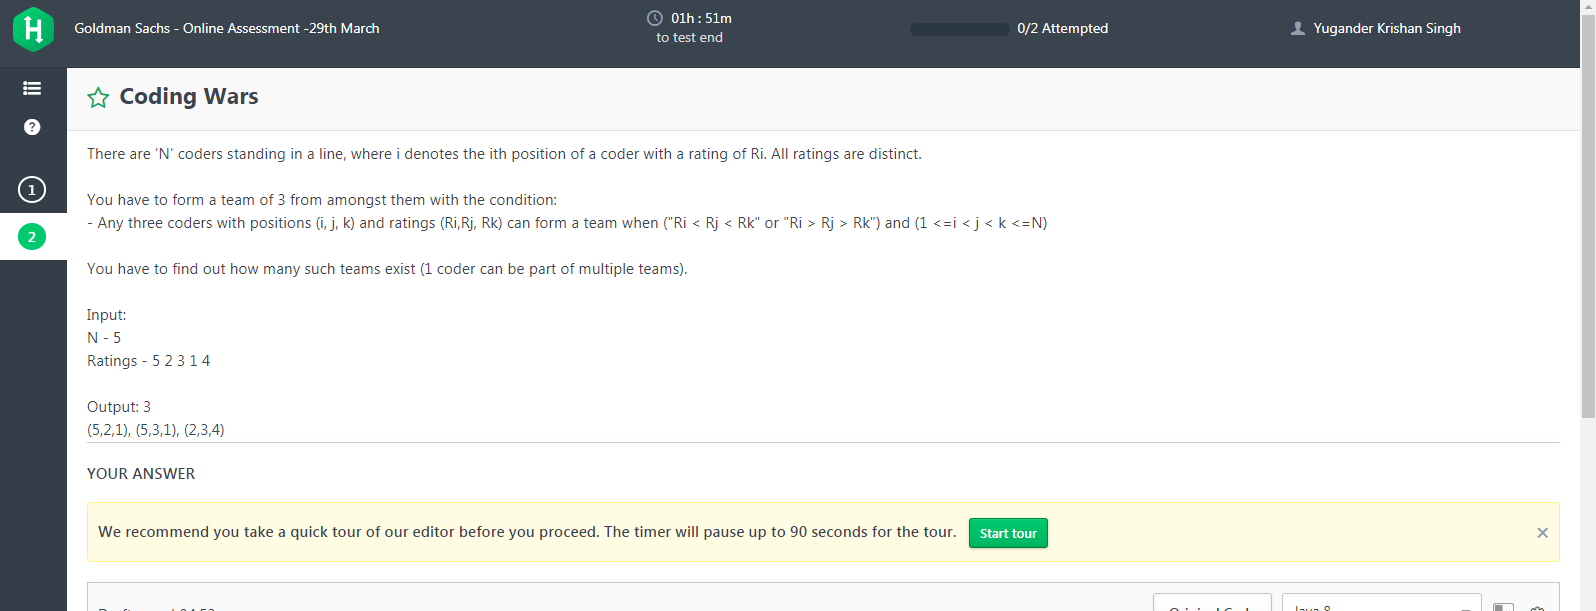 Goldman Sachs - Online Assessment -29th March
01h : 51m
to test end
0/2 Attempted
Yugander Krishan Singh
Coding Wars
There are 'N' coders standing in a line, where i denotes the ith position of a coder with a rating of Ri. All ratings are distinct.
You have to form a team of 3 from amongst them with the condition:
- Any three coders with positions (i, j, k) and ratings (Ri,Rj, Rk) can form a team when ("Ri < Rj < Rk" or "Ri > Rj > Rk") and (1 <=i < j < k <=N)
You have to find out how many such teams exist (1 coder can be part of multiple teams).
Input:
N - 5
Ratings - 5 2 3 1 4
Output: 3
(5,2,1), (5,3,1), (2,3,4)
YOUR ANSWER
We recommend you take a quick tour of our editor before you proceed. The timer will pause up to 90 seconds for the tour.
Start tour
?
1
2
Java 8